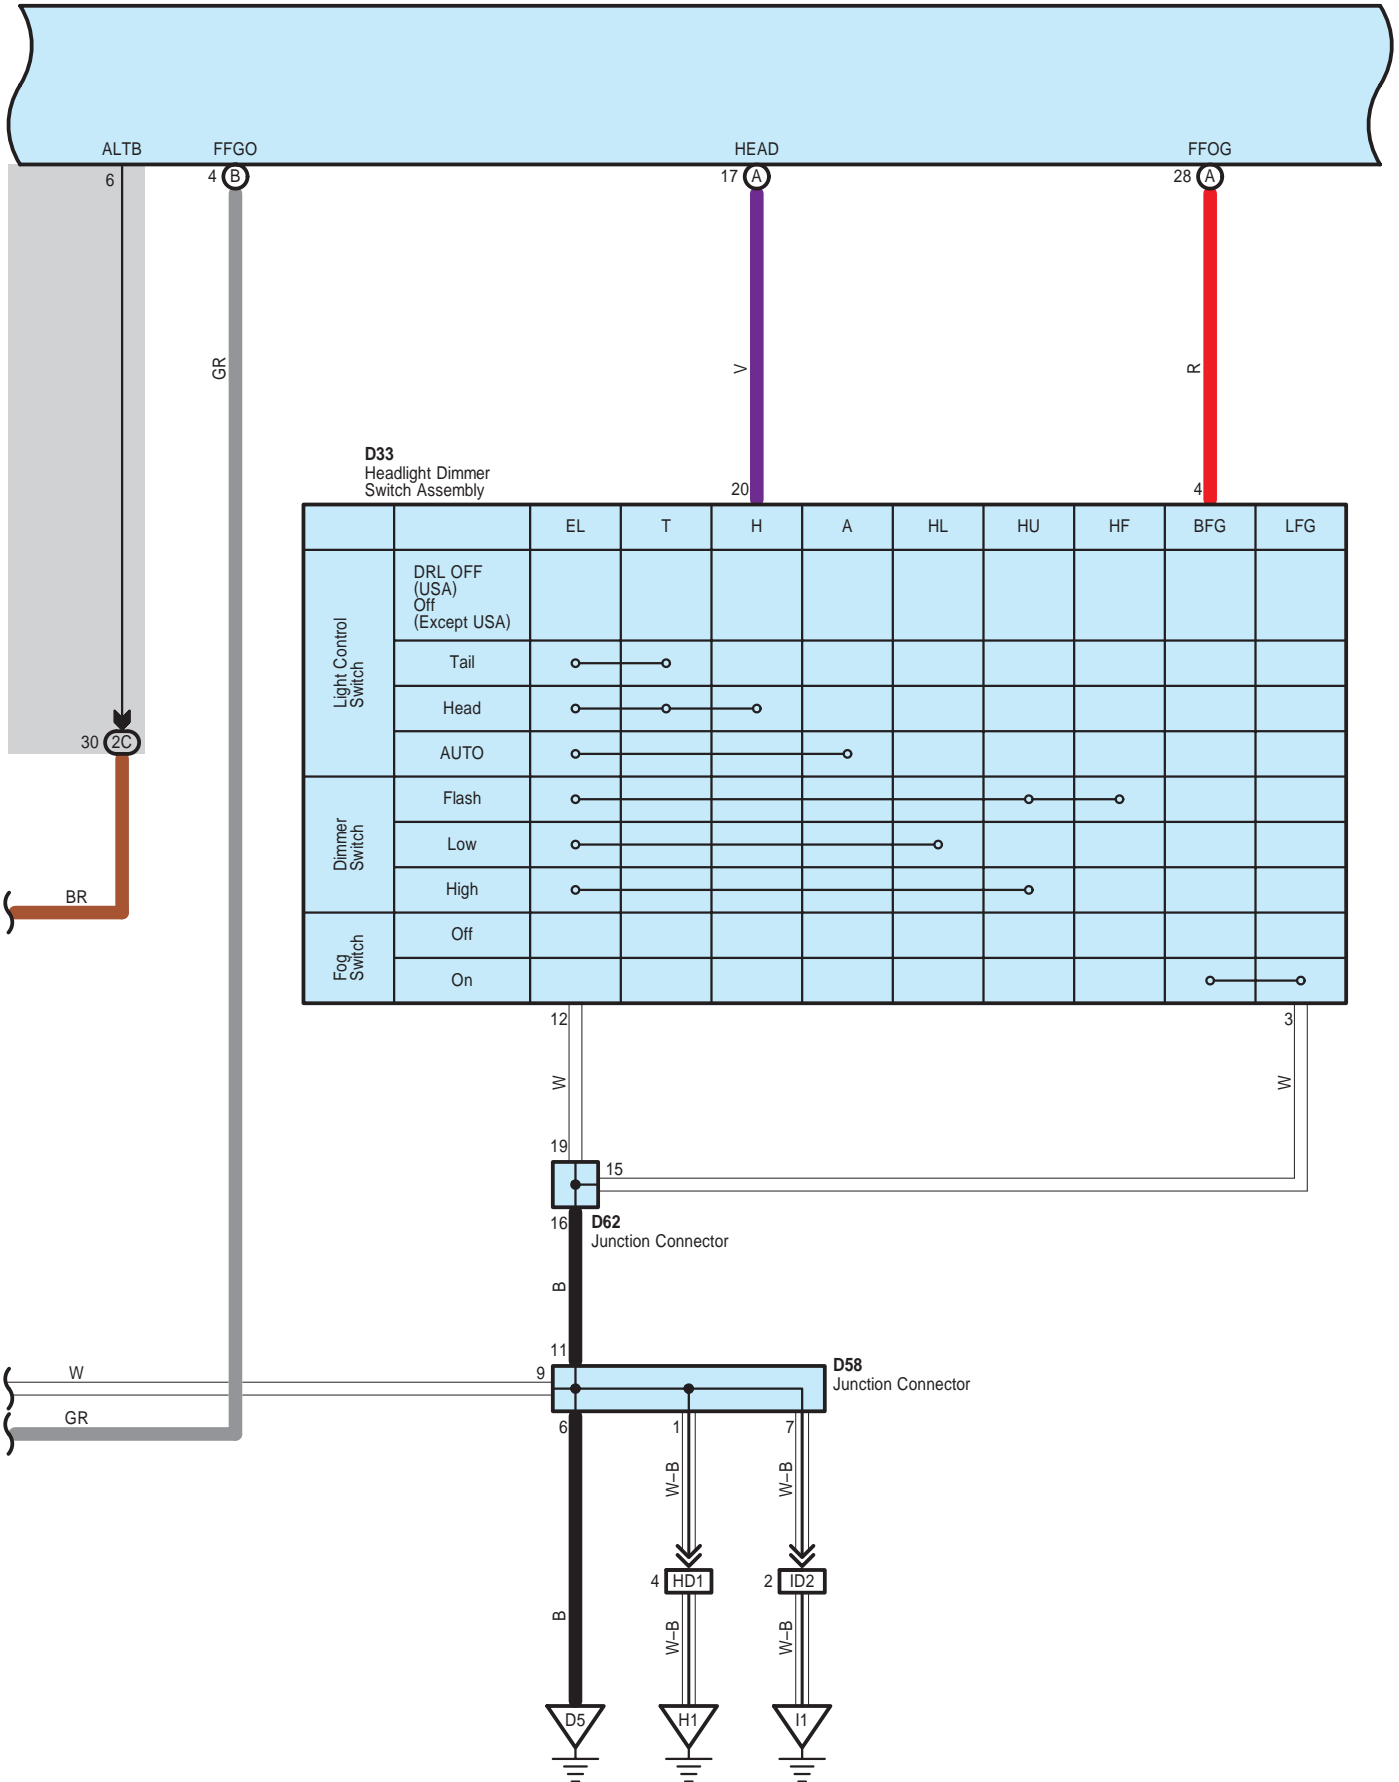 ALTB FFGO HEAD FFOG
6 4 B 17 A 28 A
GR V R
D33
Headlight Dimmer
Switch Assembly
20 4
EL T H A HL HU HF BFG LFG
Light Control
Switch
DRL OFF
(USA)
Off
(Except USA)
Tail
Head
AUTO
30 2C
Dimmer
Switch
Flash
Low
High
BR
Fog
Switch
Off
On
12 3
W W
19
15
16 D62
Junction Connector
B
11
W 9 D58
Junction Connector
GR
6 1 7
W–B W–B
4 HD1 2 ID2
B W–B W–B
D5 H1 I1